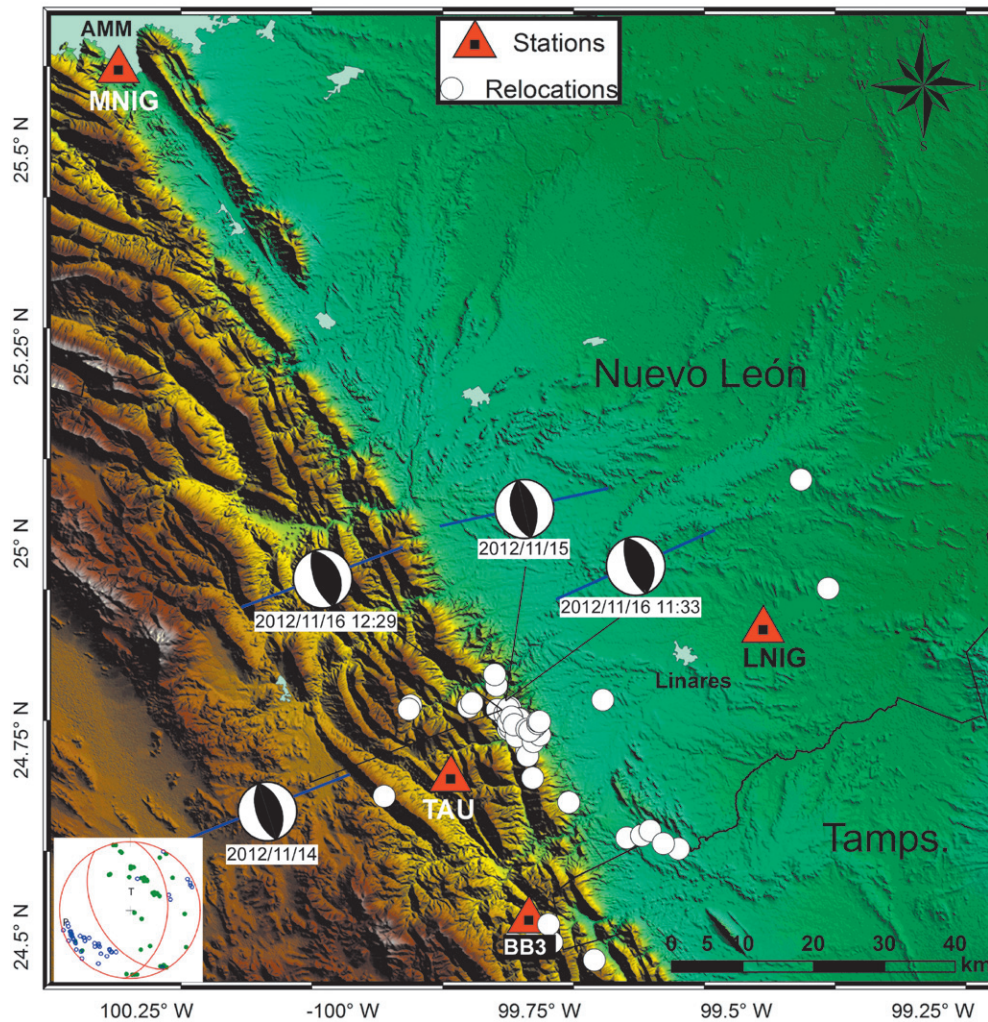 AMM
MNIG
Stations
Relocations
N
W
S
25.5° N
25.25° N
25° N
24.75° N
24.5° N
Nuevo León
2012/11/15
2012/11/16 12:29
2012/11/16 11:33
LNIG
Linares
TAU
2012/11/14
Tamps.
T
BB3
0 5 10 20 30 40
km
100.25° W
-100° W
99.75° W
99.5° W
99.25° W